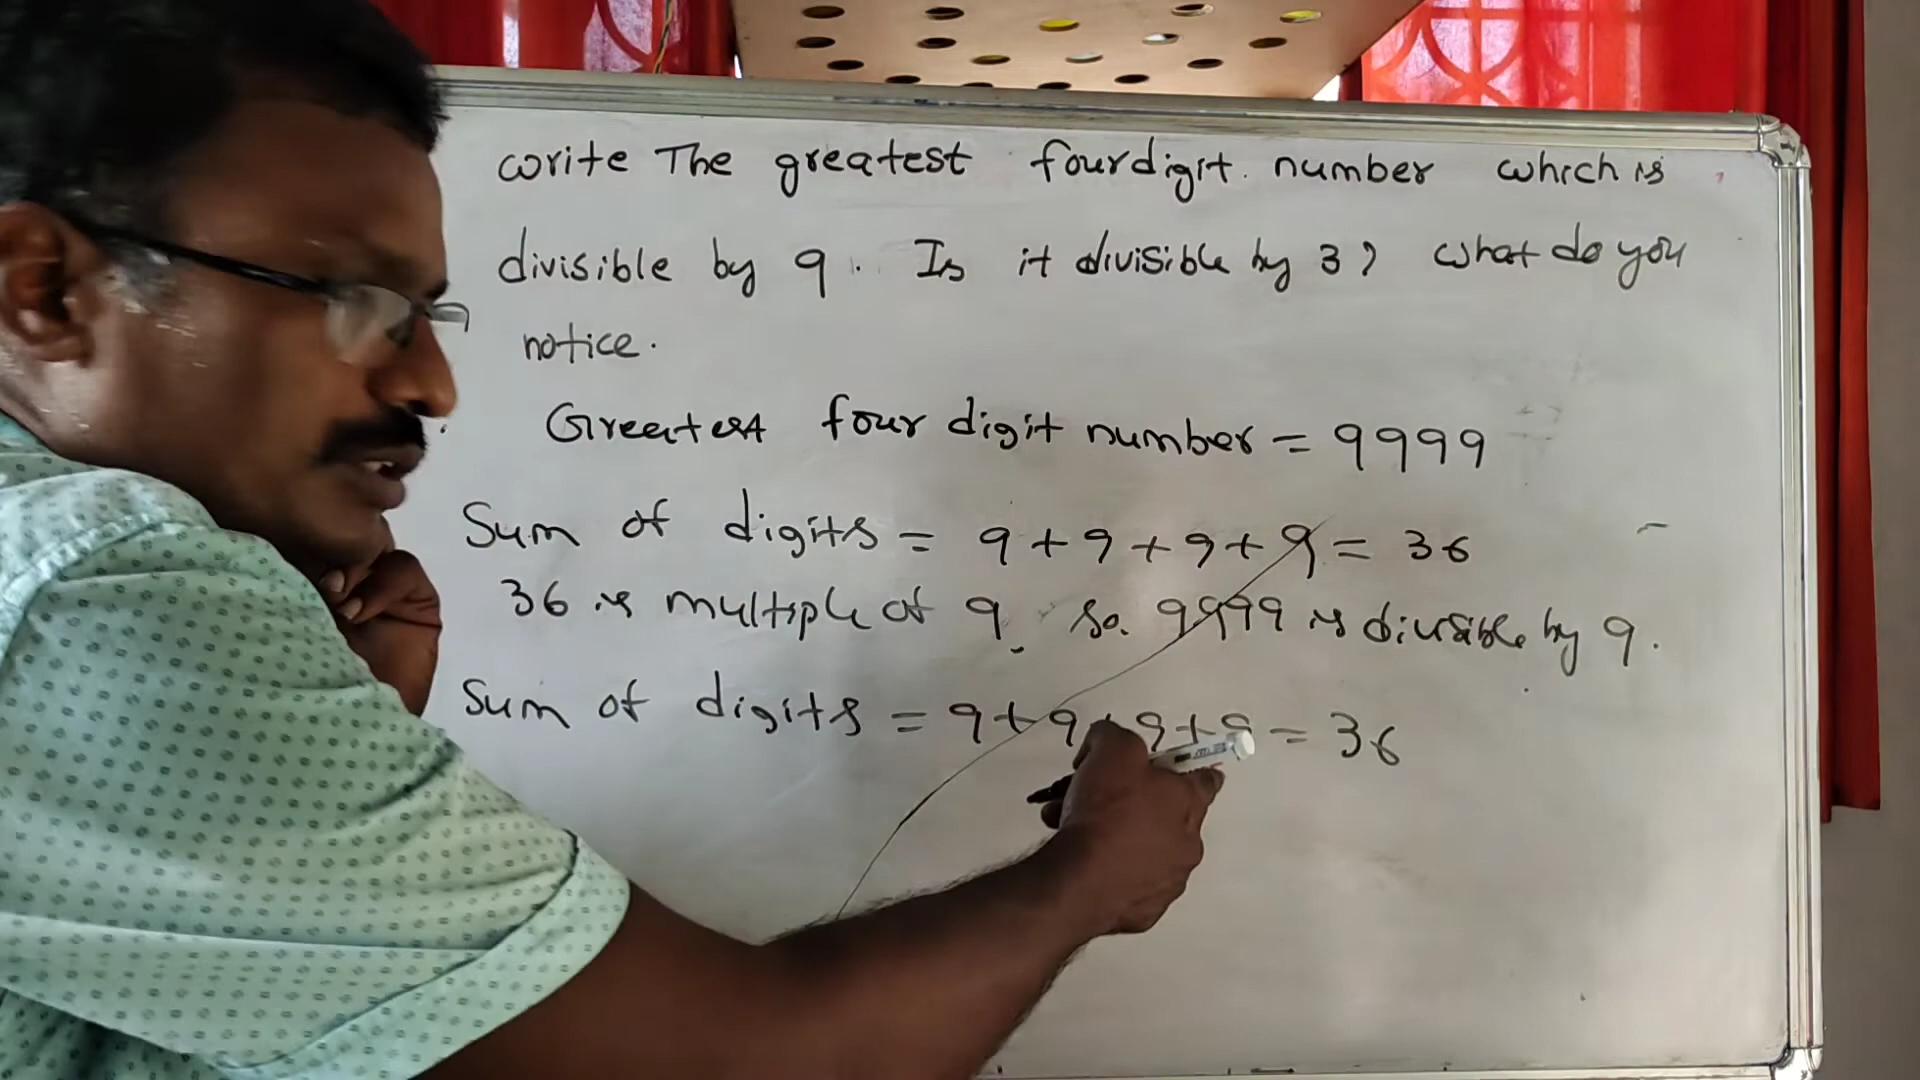 write The greatest four digit number which is
divisible by 9. Is it divisible by 3? What do you
notice.
Greatest four digit number = 9999
Sum of digits = 9+9+9+9 = 36
36 is multiple of 9. So. 9999 is divisible by 9.
Sum of digits = 9+9+9+9 = 36